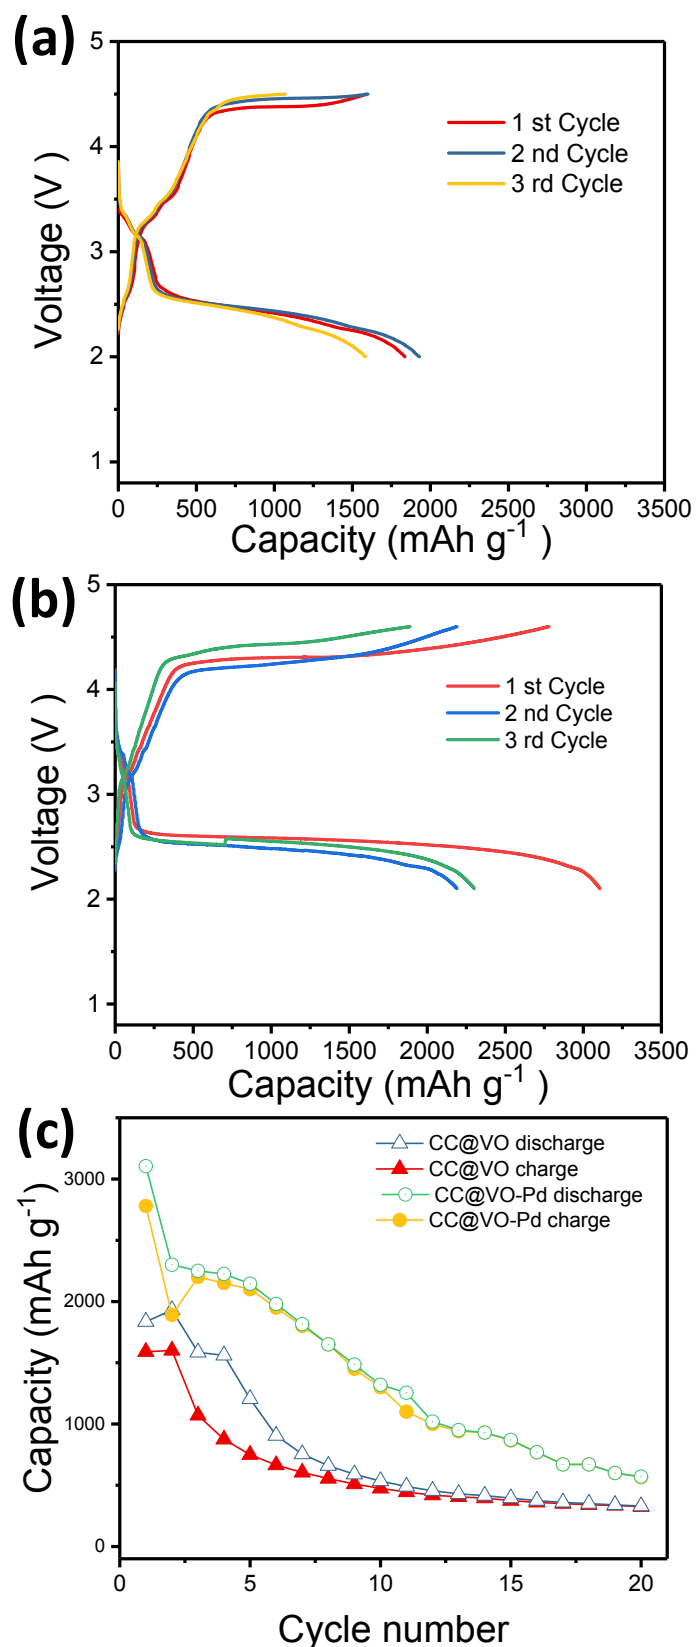 (a)
5
4
3
2
1
Voltage (V )
1 st Cycle
2 nd Cycle
3 rd Cycle
0 500 1000 1500 2000 2500 3000 3500
Capacity (mAh g-1 )
(b)
5
4
3
2
1
Voltage (V )
1 st Cycle
2 nd Cycle
3 rd Cycle
0 500 1000 1500 2000 2500 3000 3500
Capacity (mAh g-1 )
(c)
3000
2000
1000
0
Capacity (mAh g-1)
CC@VO discharge
CC@VO charge
CC@VO-Pd discharge
CC@VO-Pd charge
0 5 10 15 20
Cycle number